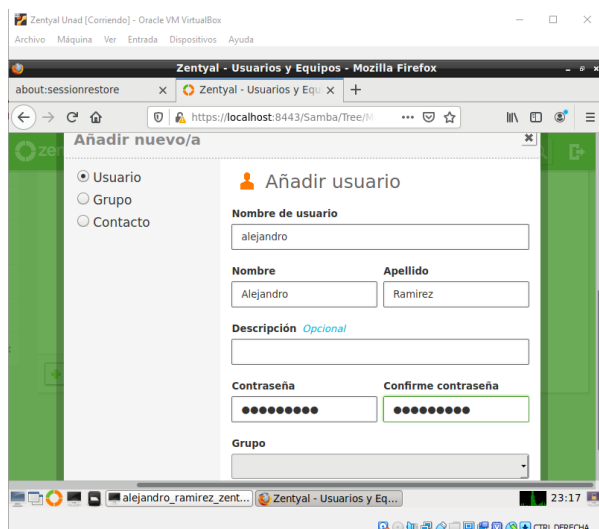 Zentyal Unad [Corriendo] - Oracle VM VirtualBox
Archivo Máquina Ver Entrada Dispositivos Ayuda
Zentyal - Usuarios y Equipos - Mozilla Firefox
about:sessionrestore Zentyal - Usuarios y Equ
https://localhost:8443/Samba/Tree/M
zen
Añadir nuevo/a
Usuario
Grupo
Contacto
Añadir usuario
Nombre de usuario
alejandro
Nombre Apellido
Alejandro Ramirez
Descripción Opcional
Contraseña Confirme contraseña
●●●●●●●●● ●●●●●●●●●
Grupo
alejandro_ramirez_zent... Zentyal - Usuarios y Eq... 23:17
CTRL DERECHA